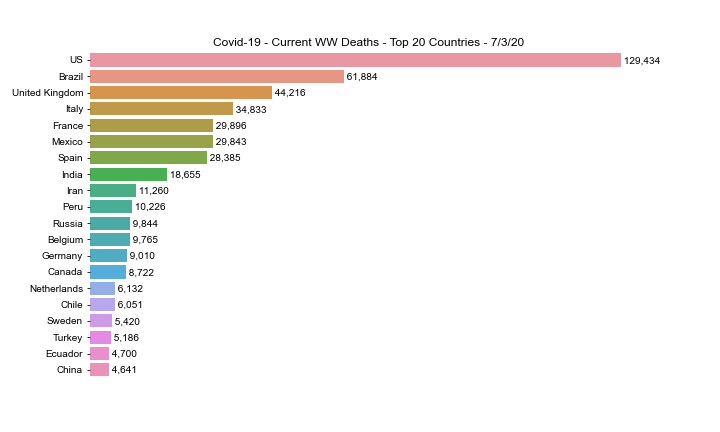 Covid-19 - Current WW Deaths - Top 20 Countries - 7/3/20
US 129,434
Brazil 61,884
United Kingdom 44,216
Italy 34,833
France 29,896
Mexico 29,843
Spain 28,385
India 18,655
Iran 11,260
Peru 10,226
Russia 9,844
Belgium 9,765
Germany 9,010
Canada 8,722
Netherlands 6,132
Chile 6,051
Sweden 5,420
Turkey 5,186
Ecuador 4,700
China 4,641